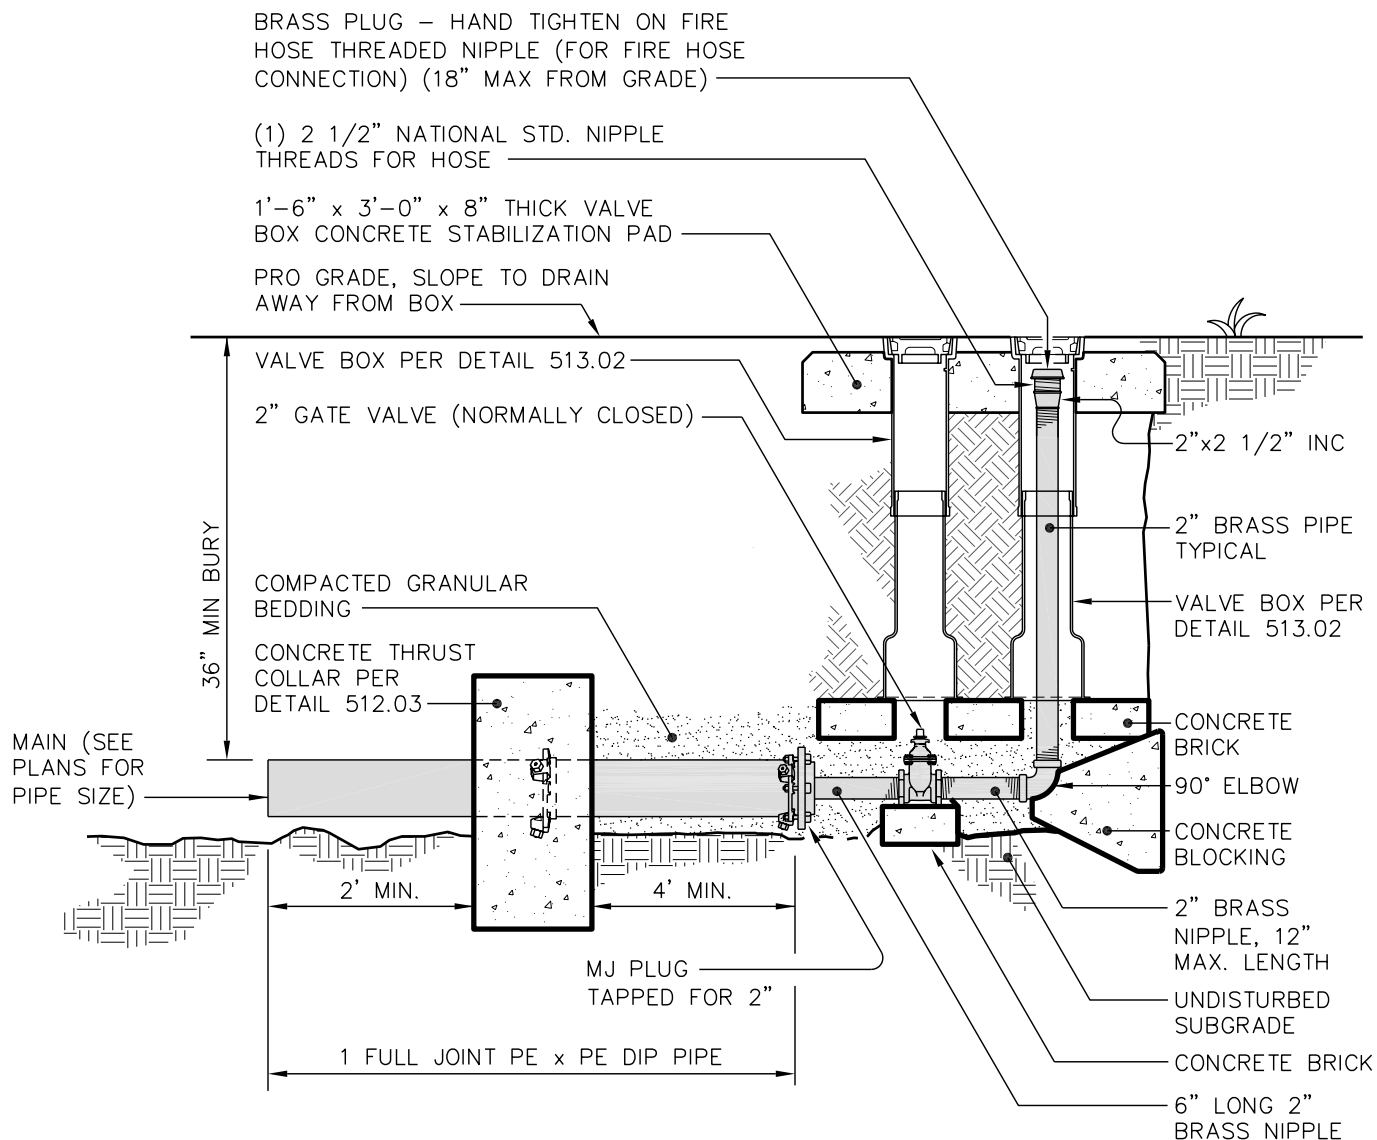 BRASS PLUG – HAND TIGHTEN ON FIRE
HOSE THREADED NIPPLE (FOR FIRE HOSE
CONNECTION) (18" MAX FROM GRADE)
(1) 2 1/2" NATIONAL STD. NIPPLE
THREADS FOR HOSE
1'-6" x 3'-0" x 8" THICK VALVE
BOX CONCRETE STABILIZATION PAD
PRO GRADE, SLOPE TO DRAIN
AWAY FROM BOX
VALVE BOX PER DETAIL 513.02
2" GATE VALVE (NORMALLY CLOSED)
2"x2 1/2" INC
36" MIN BURY
2" BRASS PIPE
TYPICAL
COMPACTED GRANULAR
BEDDING
VALVE BOX PER
DETAIL 513.02
CONCRETE THRUST
COLLAR PER
DETAIL 512.03
MAIN (SEE
PLANS FOR
PIPE SIZE)
CONCRETE
BRICK
90° ELBOW
CONCRETE
BLOCKING
2' MIN.
4' MIN.
2" BRASS
NIPPLE, 12"
MAX. LENGTH
MJ PLUG
TAPPED FOR 2"
UNDISTURBED
SUBGRADE
1 FULL JOINT PE x PE DIP PIPE
CONCRETE BRICK
6" LONG 2"
BRASS NIPPLE